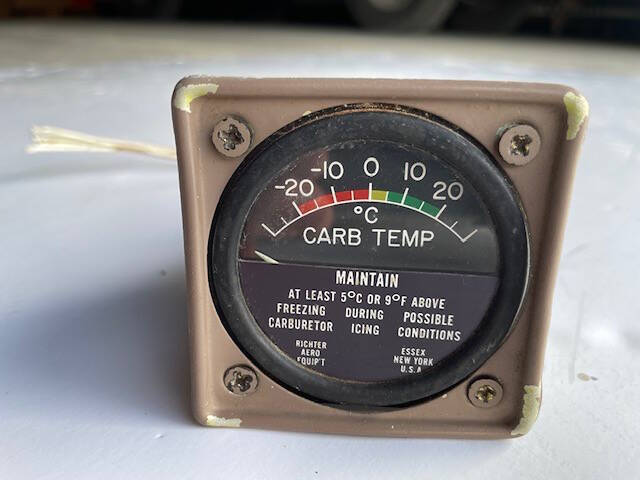 -20 -10 0 10 20
°C
CARB TEMP
MAINTAIN
AT LEAST 5°C OR 9°F ABOVE
FREEZING DURING POSSIBLE
CARBURETOR ICING CONDITIONS
RICHTER
AERO
EQUIP'T
ESSEX
NEW YORK
U.S.A.